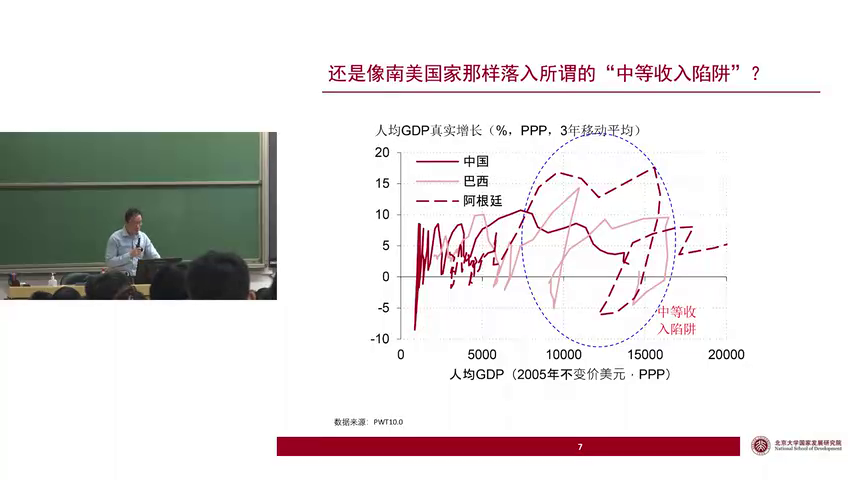 还是像南美国家那样落入所谓的“中等收入陷阱”？
人均GDP真实增长（%，PPP，3年移动平均）
中国
巴西
阿根廷
20
15
10
5
0
-5
-10
0 5000 10000 15000 20000
中等收
入陷阱
人均GDP（2005年不变价美元，PPP）
数据来源：PWT10.0
7
北京大学国家发展研究院
National School of Development